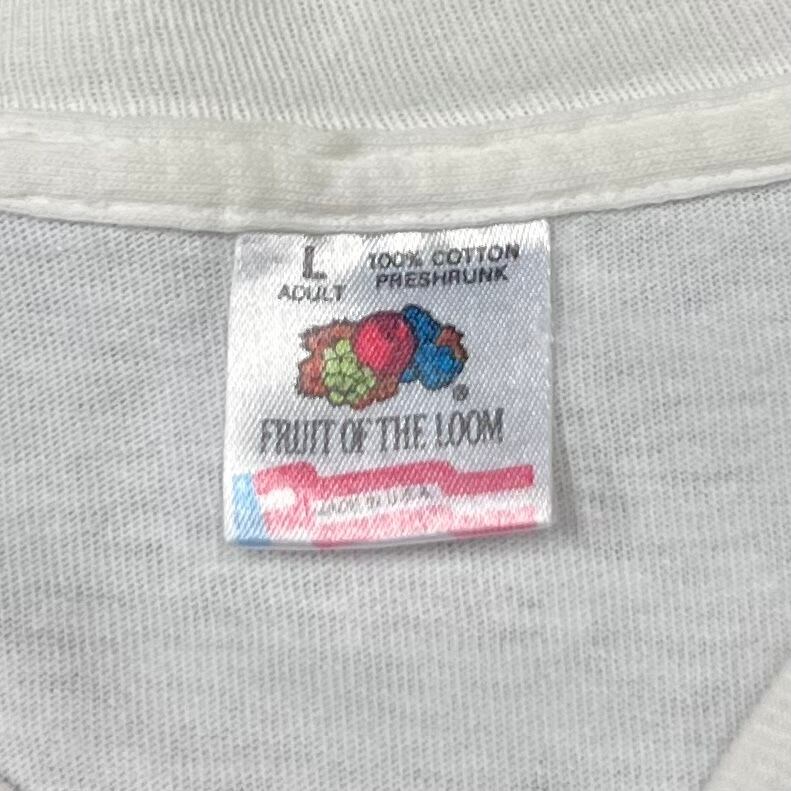 L
ADULT
100% COTTON
PRESHRUNK
®
FRUIT OF THE LOOM
MADE IN U.S.A.